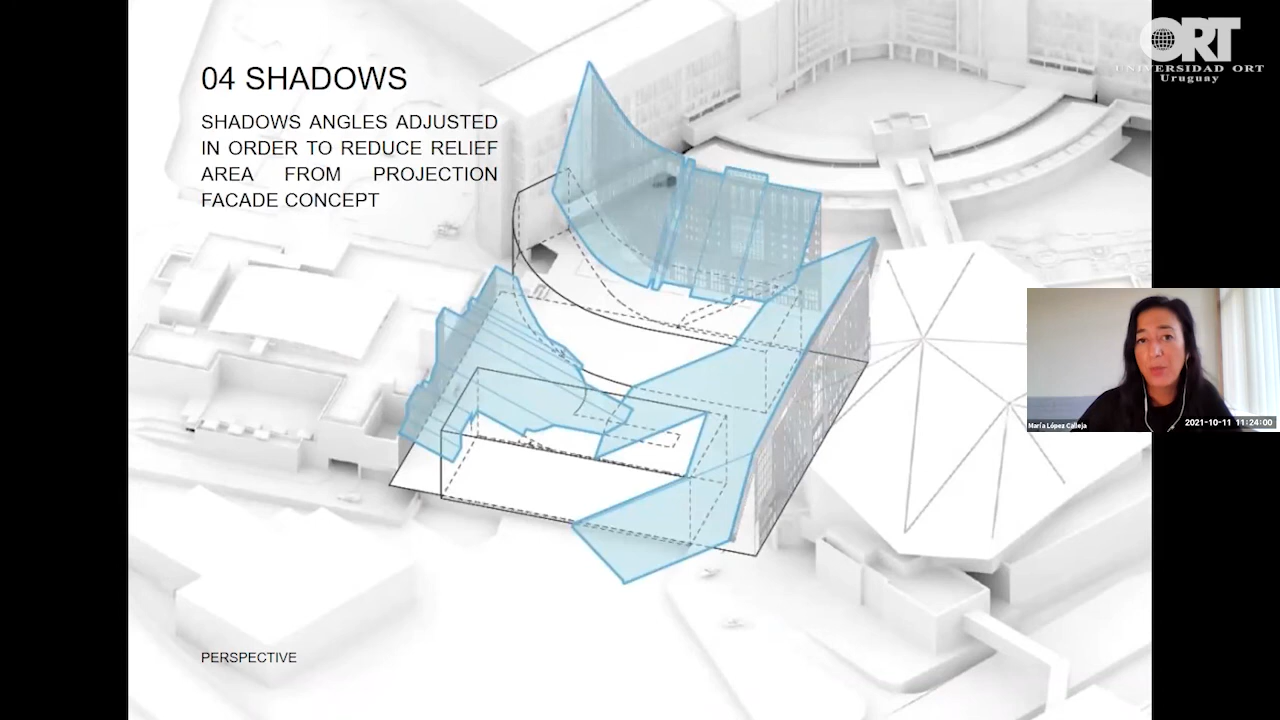 04 SHADOWS
SHADOWS ANGLES ADJUSTED
IN ORDER TO REDUCE RELIEF
AREA FROM PROJECTION
FACADE CONCEPT
PERSPECTIVE
ORT
UNIVERSIDAD ORT
Uruguay
María López Calleja
2021-10-11 11:24:00